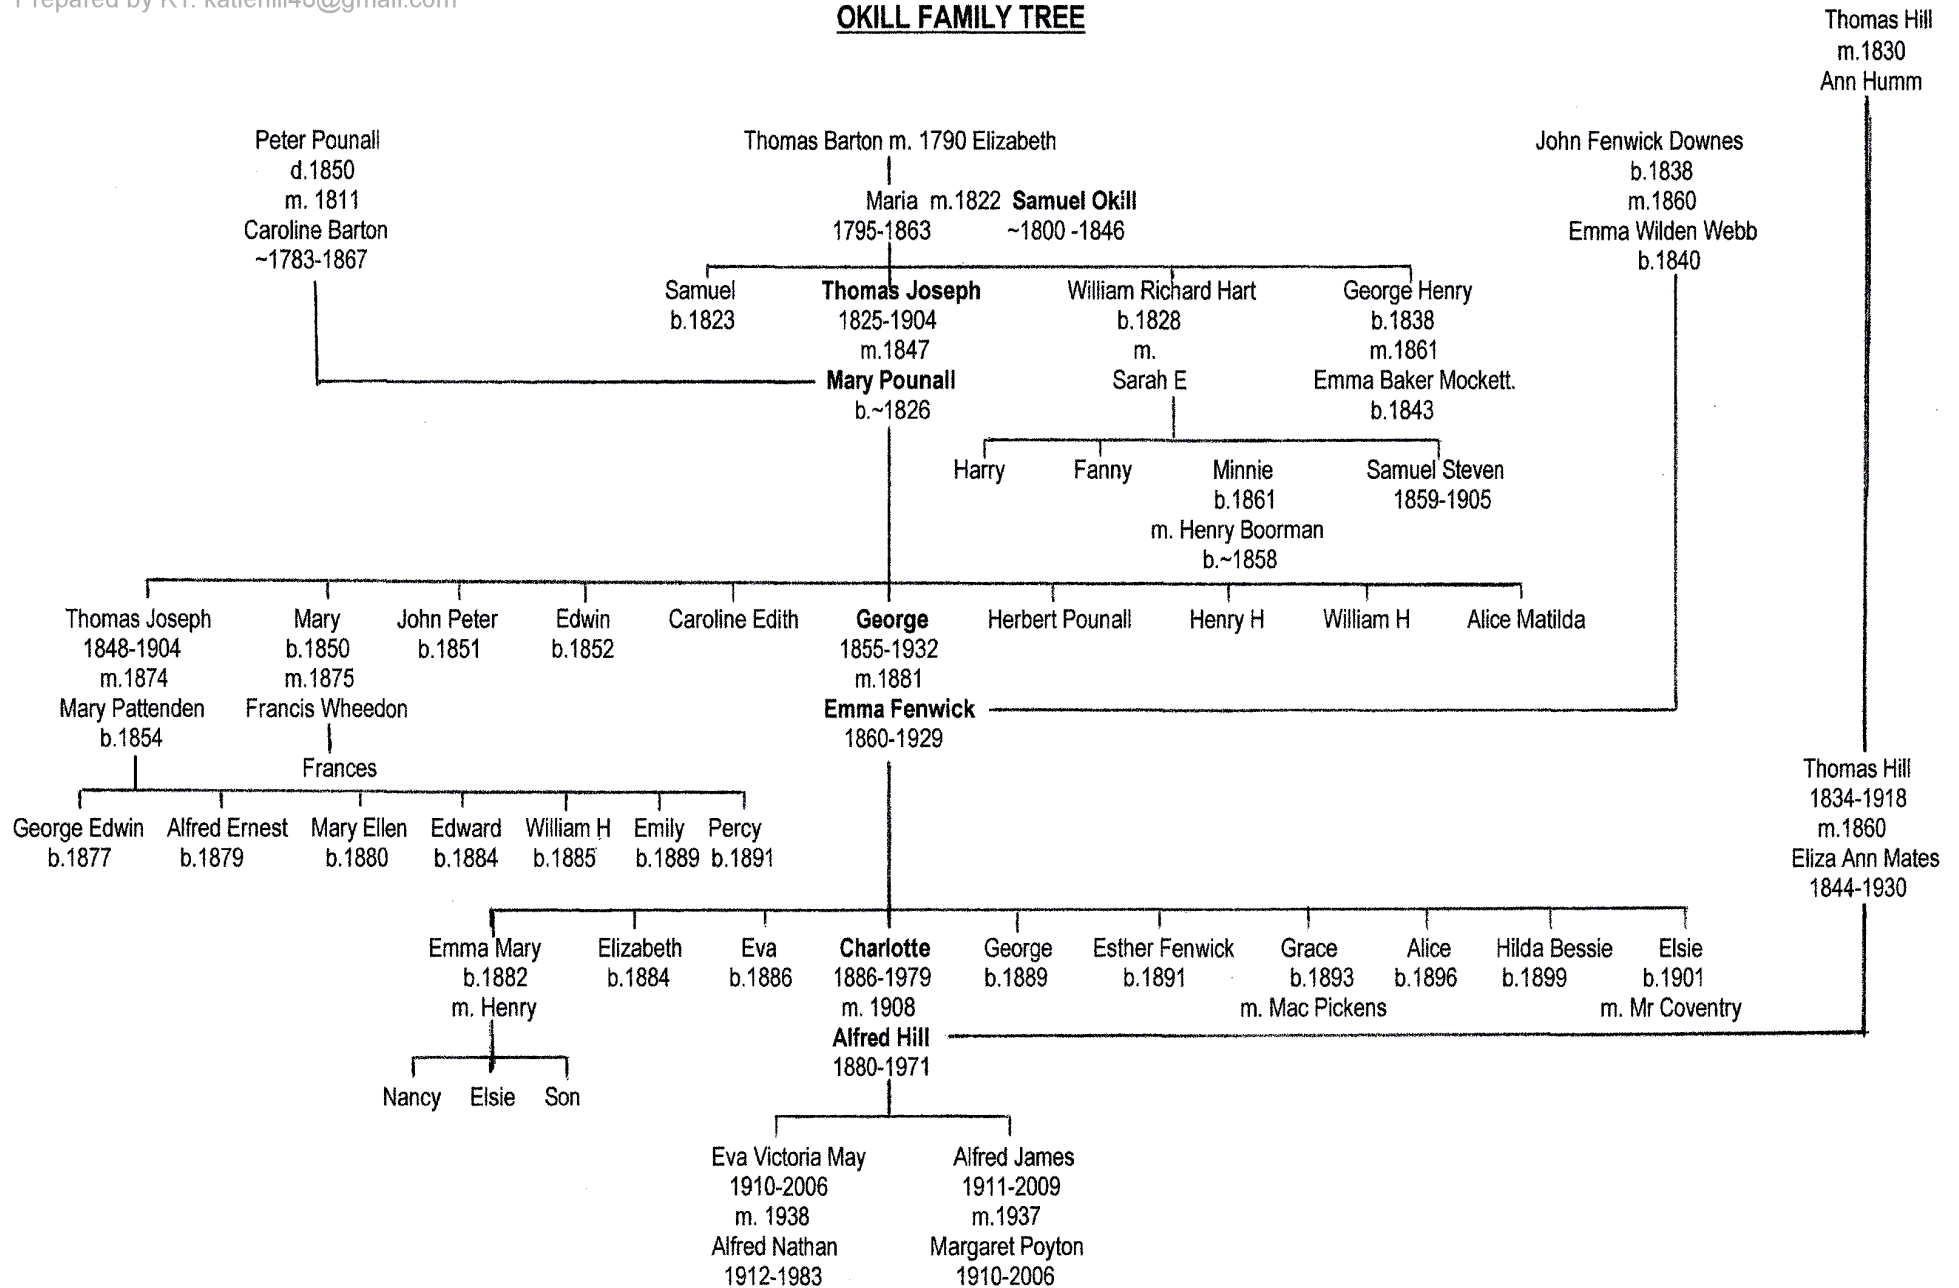 Prepared by KT: katiehill48@gmail.com
OKILL FAMILY TREE
Thomas Hill
m.1830
Ann Humm
Peter Pounall
d.1850
m. 1811
Caroline Barton
~1783-1867
Thomas Barton m. 1790 Elizabeth
Maria m.1822 Samuel Okill
1795-1863 ~1800 -1846
John Fenwick Downes
b.1838
m.1860
Emma Wilden Webb
b.1840
Samuel
b.1823
Thomas Joseph
1825-1904
m.1847
Mary Pounall
b.~1826
William Richard Hart
b.1828
m.
Sarah E
George Henry
b.1838
m.1861
Emma Baker Mockett.
b.1843
Harry
Fanny
Minnie
b.1861
m. Henry Boorman
b.~1858
Samuel Steven
1859-1905
Thomas Joseph
1848-1904
m.1874
Mary Pattenden
b.1854
Mary
b.1850
m.1875
Francis Wheedon
Frances
John Peter
b.1851
Edwin
b.1852
Caroline Edith
George
1855-1932
m.1881
Emma Fenwick
1860-1929
Herbert Pounall
Henry H
William H
Alice Matilda
Thomas Hill
1834-1918
m.1860
Eliza Ann Mates
1844-1930
George Edwin
b.1877
Alfred Ernest
b.1879
Mary Ellen
b.1880
Edward
b.1884
William H
b.1885
Emily
b.1889
Percy
b.1891
Emma Mary
b.1882
m. Henry
Elizabeth
b.1884
Eva
b.1886
Charlotte
1886-1979
m. 1908
Alfred Hill
1880-1971
George
b.1889
Esther Fenwick
b.1891
Grace
b.1893
m. Mac Pickens
Alice
b.1896
Hilda Bessie
b.1899
Elsie
b.1901
m. Mr Coventry
Nancy
Elsie
Son
Eva Victoria May
1910-2006
m. 1938
Alfred Nathan
1912-1983
Alfred James
1911-2009
m.1937
Margaret Poyton
1910-2006